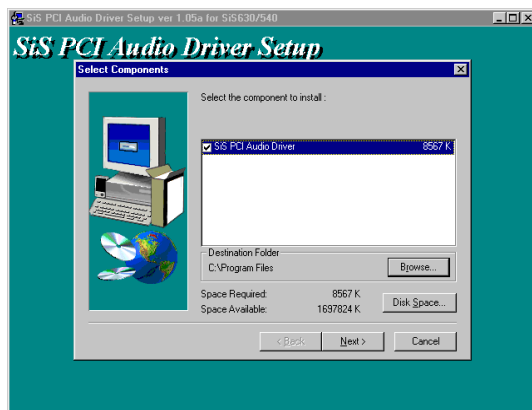 SiS PCI Audio Driver Setup ver 1.05a for SiS630/540
SiS PCI Audio Driver Setup
Select Components
Select the component to install :
SiS PCI Audio Driver 8567 K
Destination Folder
C:\Program Files Browse...
Space Required: 8567 K
Space Available: 1697824 K
Disk Space...
< Back Next > Cancel